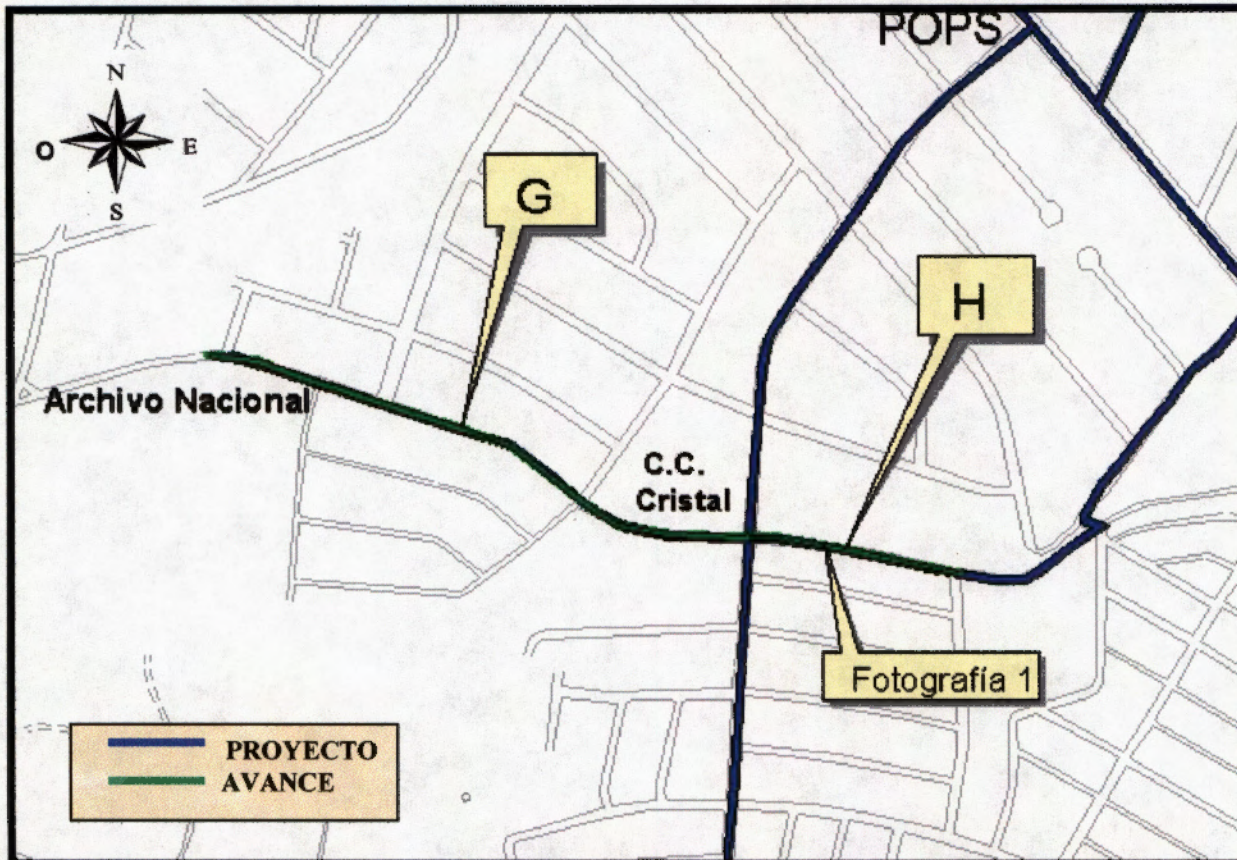 POPS
N
O E
S
G
H
Archivo Nacional
C.C.
Cristal
Fotografía 1
PROYECTO
AVANCE